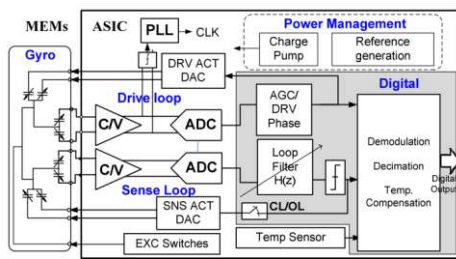 MEMs
ASIC
Gyro
PLL
CLK
DRV ACT
DAC
Power Management
Charge
Pump
Reference
generation
Drive loop
C/V
ADC
AGC/
DRV
Phase
Digital
Demodulation
Decimation
Temp.
Compensation
Digital
Output
C/V
ADC
Loop
Filter
H(z)
Sense Loop
SNS ACT
DAC
CL/OL
EXC Switches
Temp Sensor